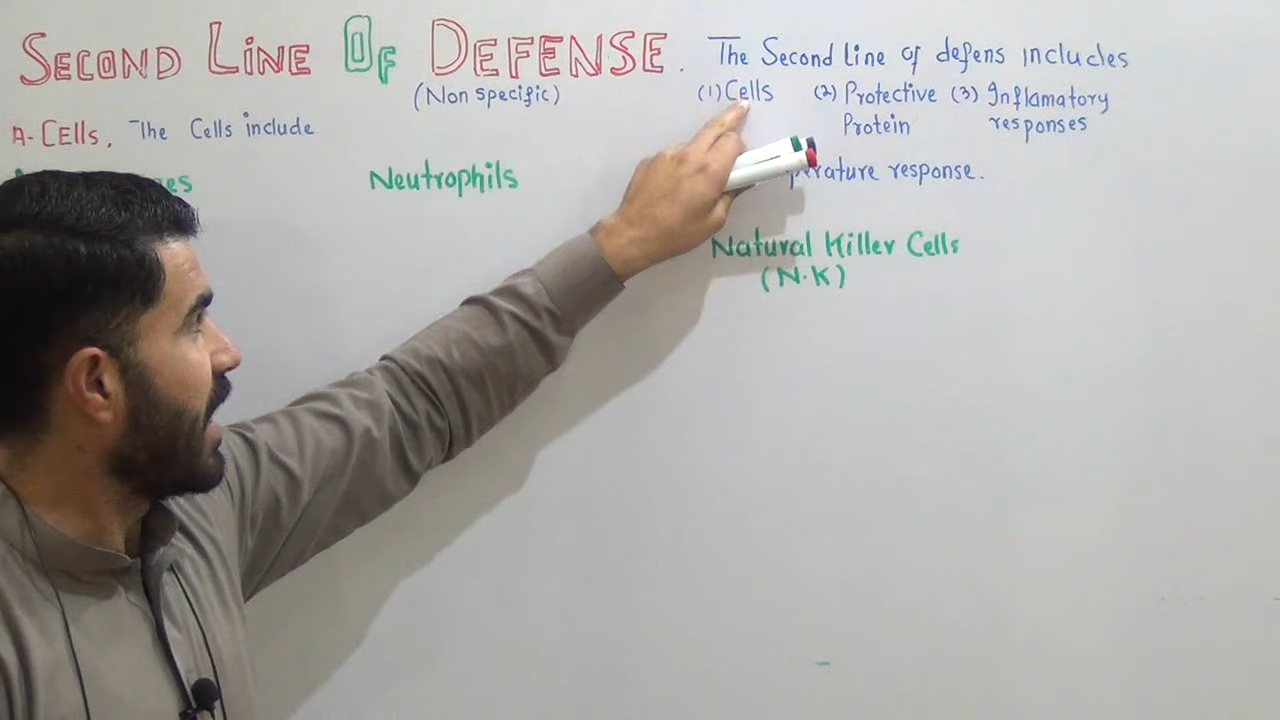 SECOND LINE OF DEFENSE. The Second line of defens includes
(Non specific) (1) Cells (2) Protective (3) Inflamatory
Protein responses
A- CElls, The Cells include
Neutrophils response.
Natural Killer Cells
(N.K)